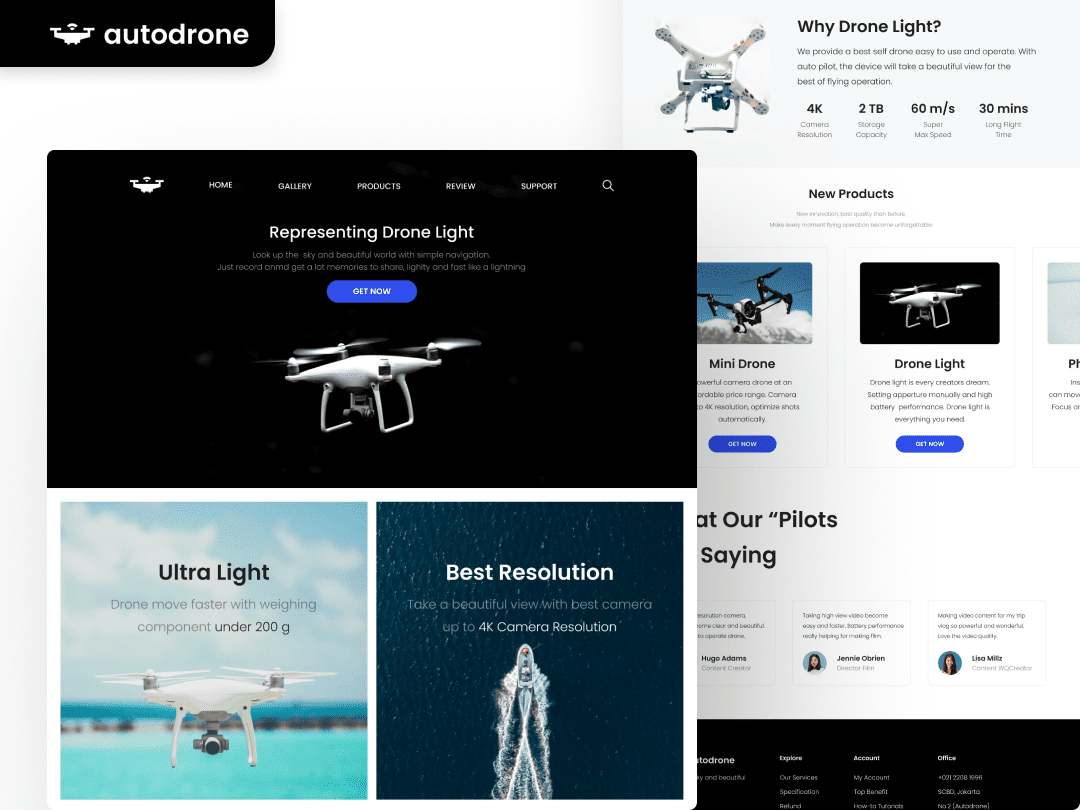 autodrone
HOME
GALLERY
PRODUCTS
REVIEW
SUPPORT
Representing Drone Light
Look up the sky and beautiful world with simple navigation.
Just record anmd get a lot memories to share, lighlty and fast like a lightning
GET NOW
Ultra Light
Drone move faster with weighing
component under 200 g
Best Resolution
Take a beautiful view with best camera
up to 4K Camera Resolution
Why Drone Light?
We provide a best self drone easy to use and operate. With
auto pilot, the device will take a beautiful view for the
best of flying operation.
4K
Camera
Resolution
2 TB
Storage
Capacity
60 m/s
Super
Max Speed
30 mins
Long Flight
Time
New Products
New innovation, best quality than before.
Make every moment flying operation become unforgettable.
Mini Drone
owerful camera drone at an
ordable price range. Camera
to 4K resolution, optimize shots
automatically.
GET NOW
Drone Light
Drone light is every creators dream.
Setting apperture manually and high
battery performance. Drone light is
everything you need.
GET NOW
Ph
Ins
can move
Focus on
at Our “Pilots
Saying
esolution camera,
ome clear and beautiful.
to operate drone.
Hugo Adams
Content Creator
Taking high view video become
easy and faster. Battery performance
really helping for making film.
Jennie Obrien
Director Film
Making video content for my trip
vlog so powerful and wonderful.
Love the video quality.
Lisa Millz
Content WQCreator
utodrone
ky and beautiful
Explore
Our Services
Specification
Refund
Account
My Account
Top Benefit
How-to Tutorials
Office
+021 2208 1996
SCBD, Jakarta
No.2 (Autodrone)